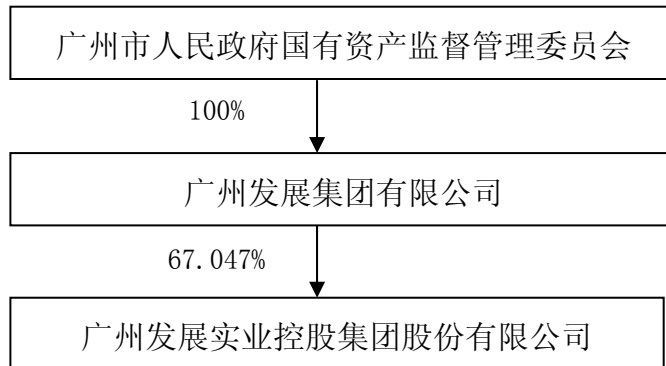 广州市人民政府国有资产监督管理委员会
100%
广州发展集团有限公司
67.047%
广州发展实业控股集团股份有限公司